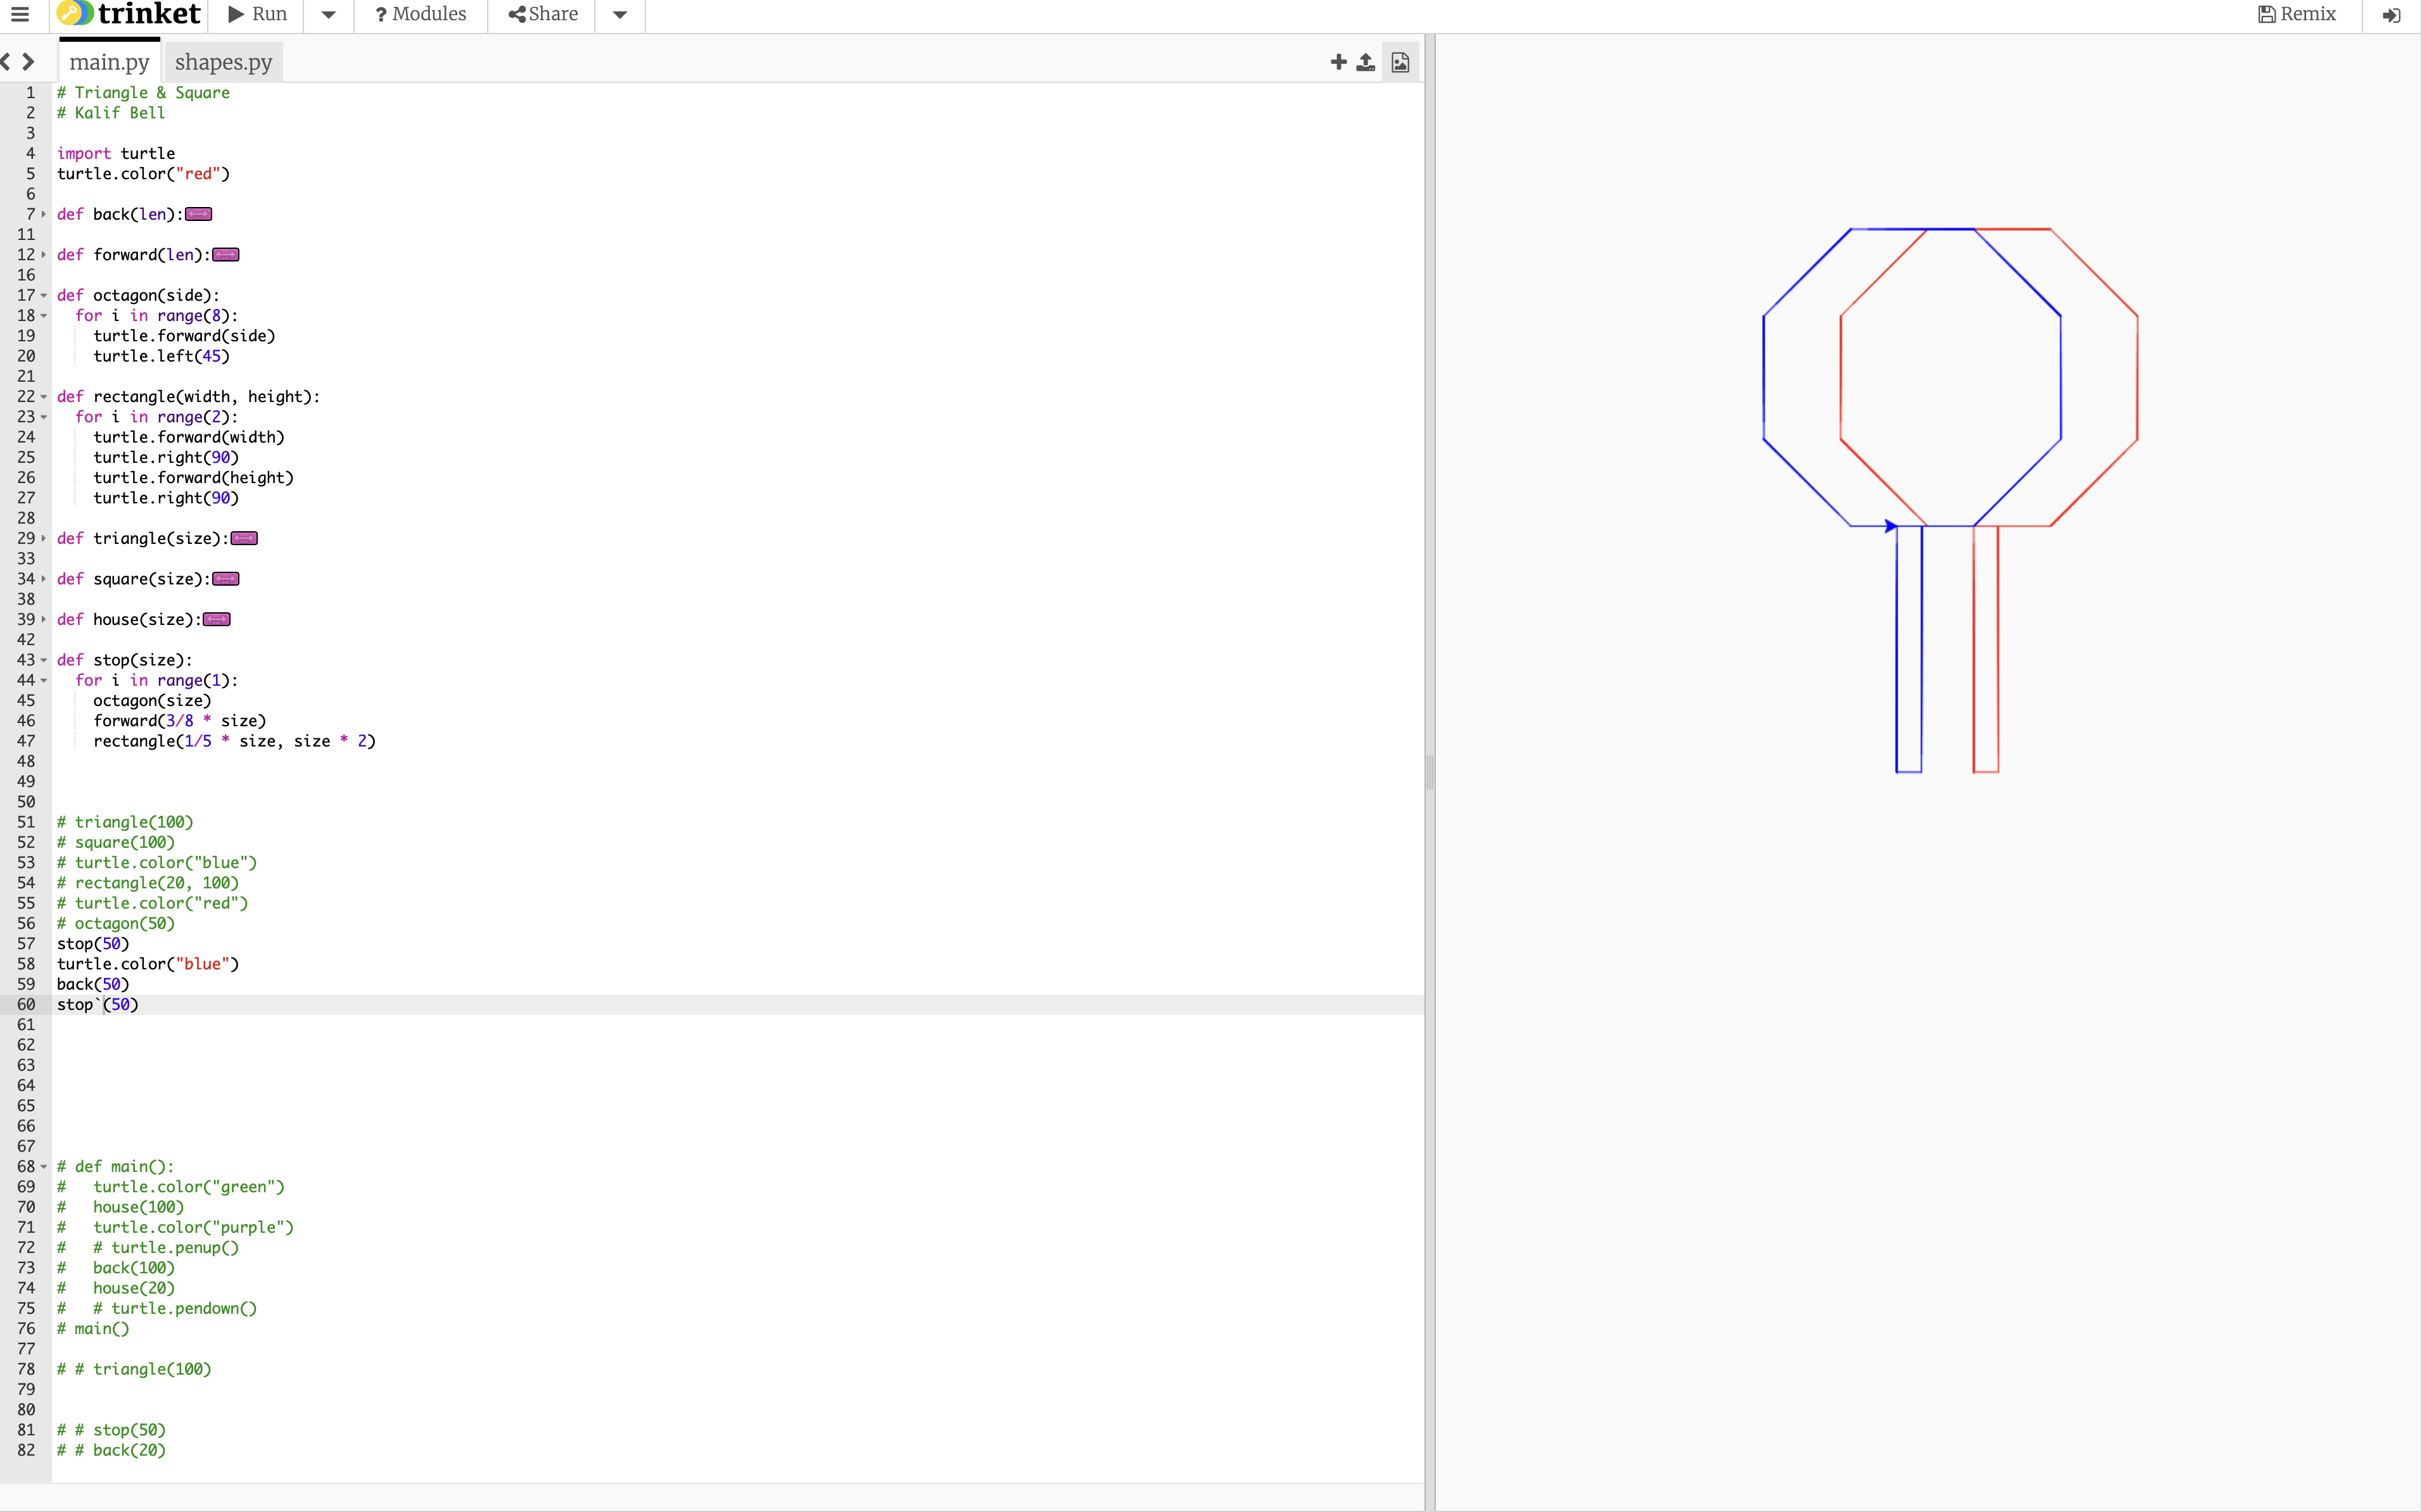 trinket Run ? Modules Share Remix
main.py shapes.py
1 # Triangle & Square
2 # Kalif Bell
3
4 import turtle
5 turtle.color("red")
6
7 def back(len):
11
12 def forward(len):
16
17 def octagon(side):
18 for i in range(8):
19 turtle.forward(side)
20 turtle.left(45)
21
22 def rectangle(width, height):
23 for i in range(2):
24 turtle.forward(width)
25 turtle.right(90)
26 turtle.forward(height)
27 turtle.right(90)
28
29 def triangle(size):
33
34 def square(size):
38
39 def house(size):
42
43 def stop(size):
44 for i in range(1):
45 octagon(size)
46 forward(3/8 * size)
47 rectangle(1/5 * size, size * 2)
48
49
50
51 # triangle(100)
52 # square(100)
53 # turtle.color("blue")
54 # rectangle(20, 100)
55 # turtle.color("red")
56 # octagon(50)
57 stop(50)
58 turtle.color("blue")
59 back(50)
60 stop`(50)
61
62
63
64
65
66
67
68 # def main():
69 #   turtle.color("green")
70 #   house(100)
71 #   turtle.color("purple")
72 #   # turtle.penup()
73 #   back(100)
74 #   house(20)
75 #   # turtle.pendown()
76 # main()
77
78 # # triangle(100)
79
80
81 # # stop(50)
82 # # back(20)